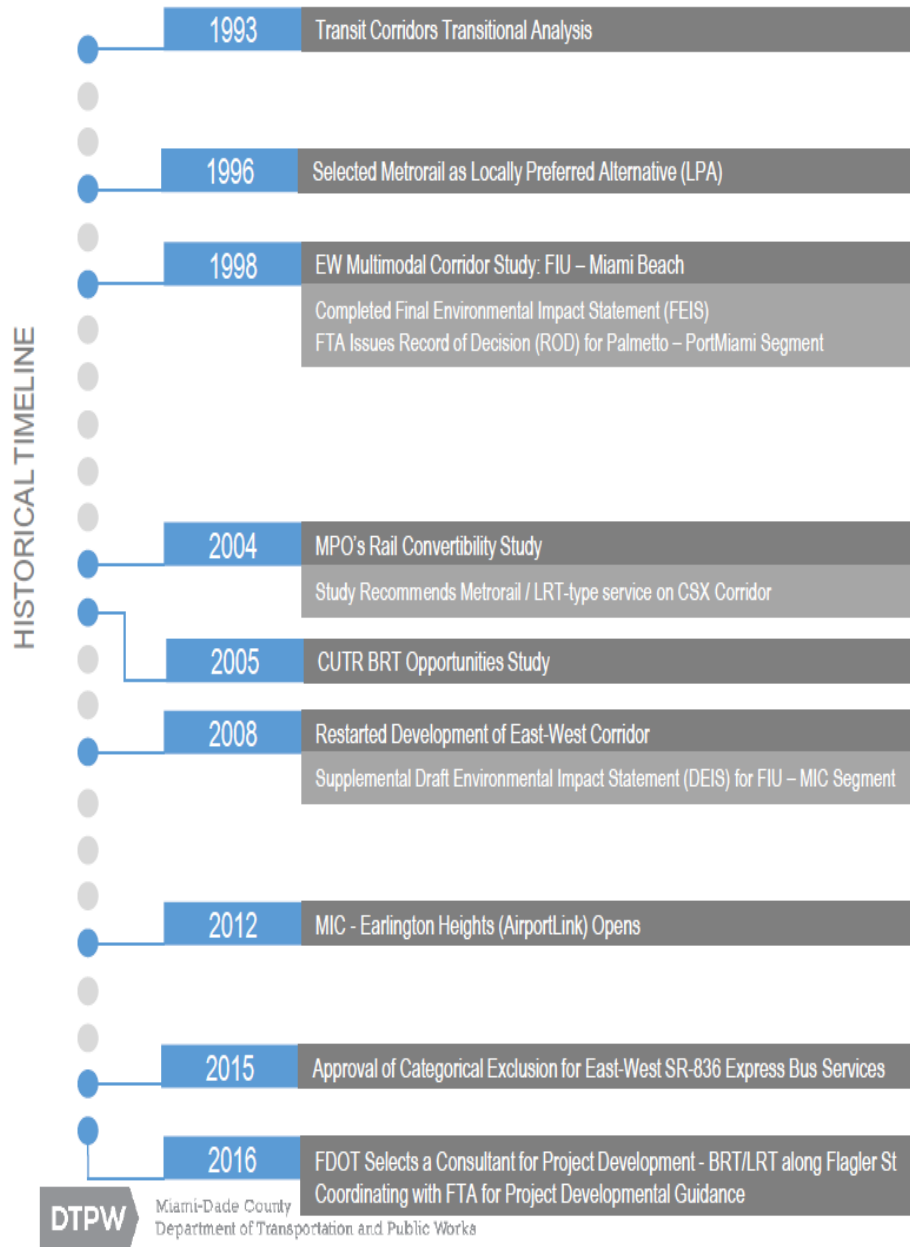 HISTORICAL TIMELINE
1993
Transit Corridors Transitional Analysis
1996
Selected Metrorail as Locally Preferred Alternative (LPA)
1998
EW Multimodal Corridor Study: FIU – Miami Beach
Completed Final Environmental Impact Statement (FEIS)
FTA Issues Record of Decision (ROD) for Palmetto – PortMiami Segment
2004
MPO's Rail Convertibility Study
Study Recommends Metrorail / LRT-type service on CSX Corridor
2005
CUTR BRT Opportunities Study
2008
Restarted Development of East-West Corridor
Supplemental Draft Environmental Impact Statement (DEIS) for FIU – MIC Segment
2012
MIC - Earlington Heights (AirportLink) Opens
2015
Approval of Categorical Exclusion for East-West SR-836 Express Bus Services
2016
FDOT Selects a Consultant for Project Development - BRT/LRT along Flagler St
Coordinating with FTA for Project Developmental Guidance
DTPW
Miami-Dade County
Department of Transportation and Public Works